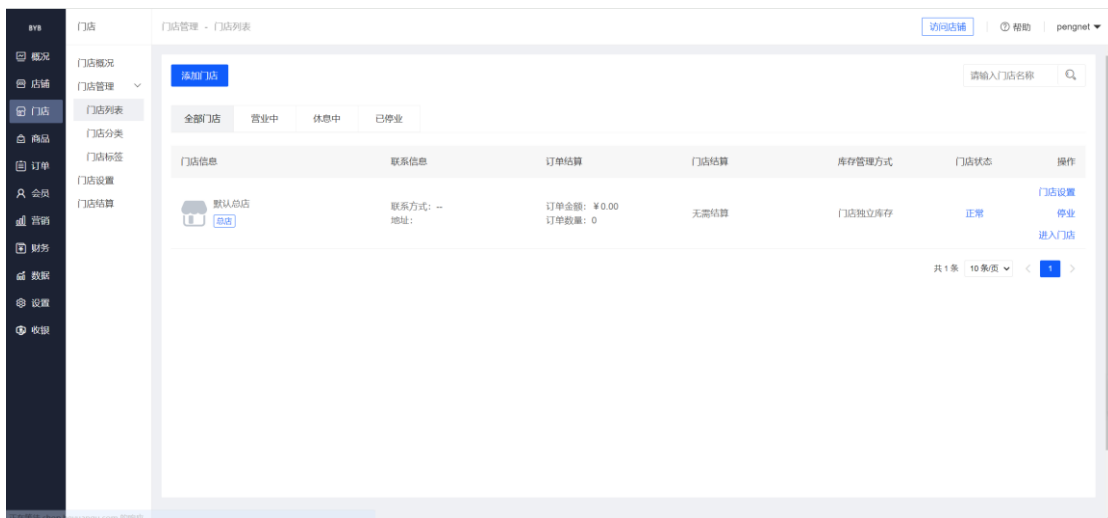 BYB
门店
门店管理 - 门店列表
访问店铺
帮助
pengnet
概况
店铺
门店
商品
订单
会员
营销
财务
数据
设置
收银
门店概况
门店管理
门店列表
门店分类
门店标签
门店设置
门店结算
添加门店
请输入门店名称
全部门店 营业中 休息中 已停业
门店信息 联系信息 订单结算 门店结算 库存管理方式 门店状态 操作
默认总店
总店
联系方式: --
地址:
订单金额: ¥0.00
订单数量: 0
无需结算
门店独立库存
正常
门店设置
停业
进入门店
共 1 条 10 条/页 < 1 >